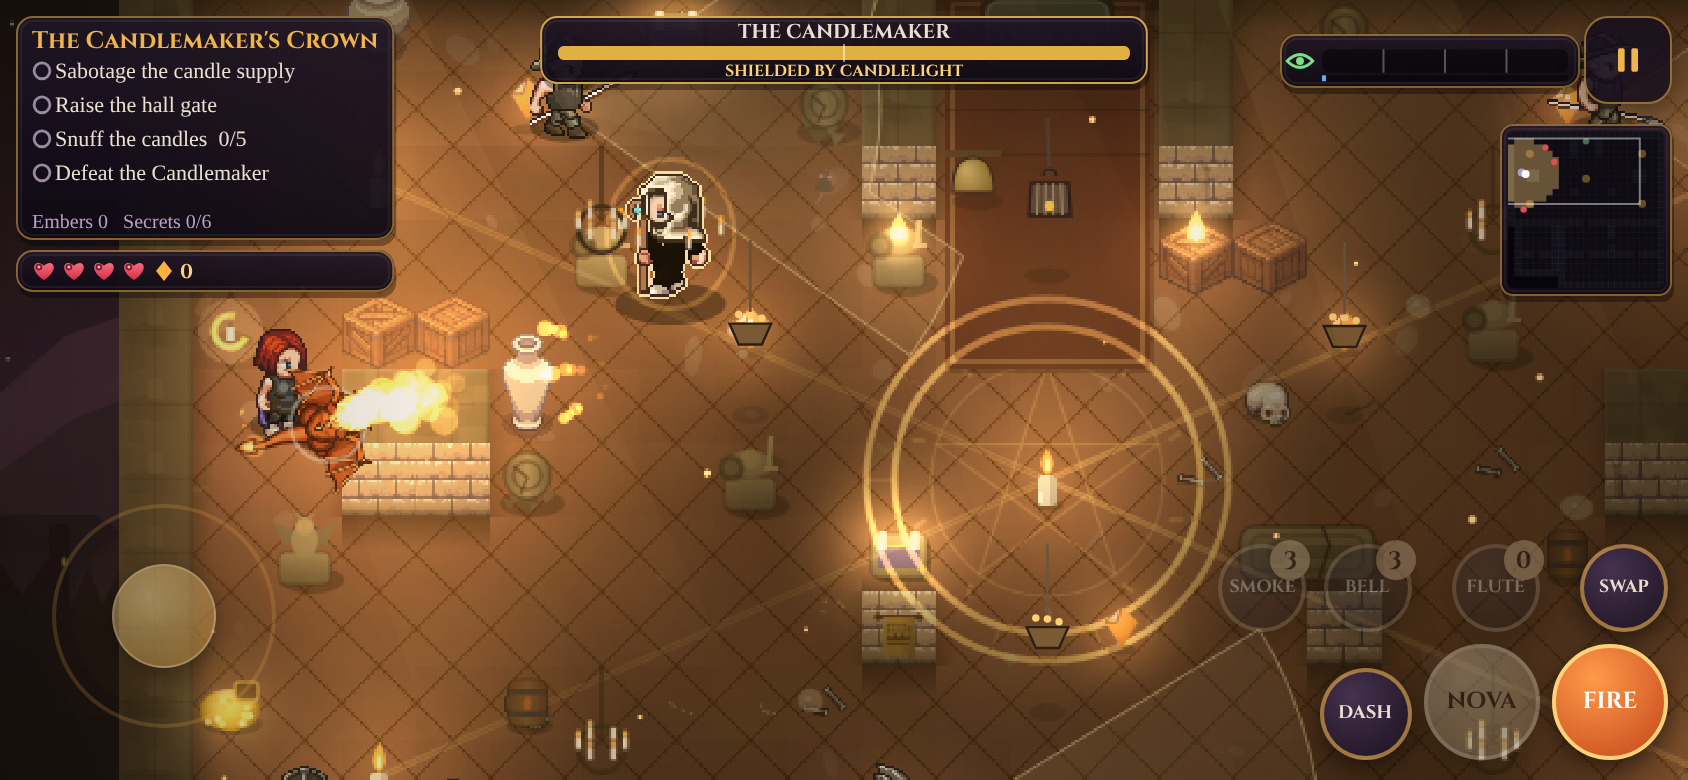 THE CANDLEMAKER'S CROWN
Sabotage the candle supply
Raise the hall gate
Snuff the candles 0/5
Defeat the Candlemaker
Embers 0 Secrets 0/6
0
THE CANDLEMAKER
SHIELDED BY CANDLELIGHT
3
SMOKE
3
BELL
0
FLUTE
SWAP
DASH
NOVA
FIRE